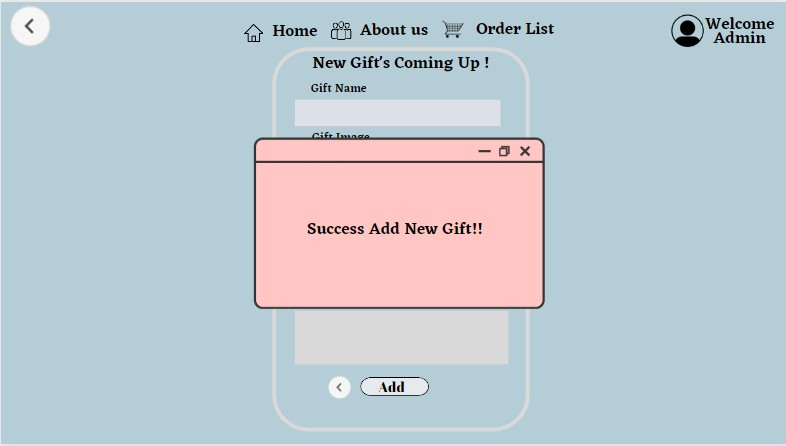 Home
About us
Order List
Welcome
Admin
New Gift's Coming Up !
Gift Name
Gift Image
Success Add New Gift!!
Add